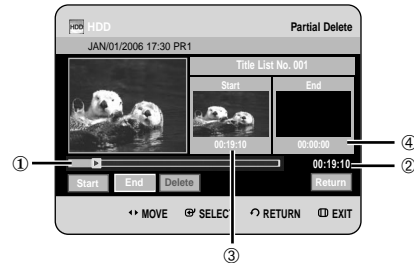 HDD HDD Partial Delete
JAN/01/2006 17:30 PR1
Title List No. 001
Start End
00:19:10 00:00:00 ④
① 00:19:10 ②
Start End Delete Return
MOVE SELECT RETURN EXIT
③